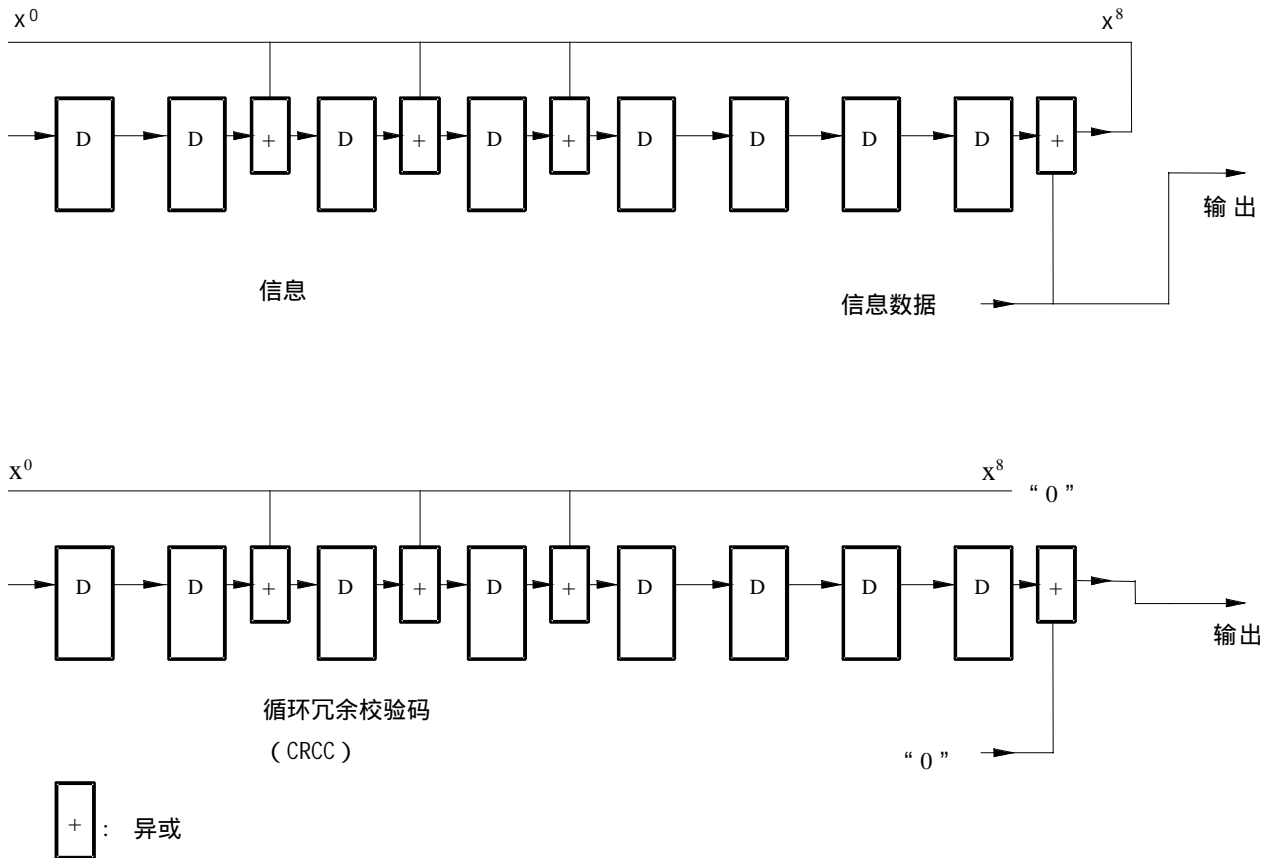 x⁰ x⁸
D D + D + D + D D D D +
输出
信息
信息数据
x⁰ x⁸ “0”
D D + D + D + D D D D +
输出
循环冗余校验码
（CRCC）
“0”
+ : 异或